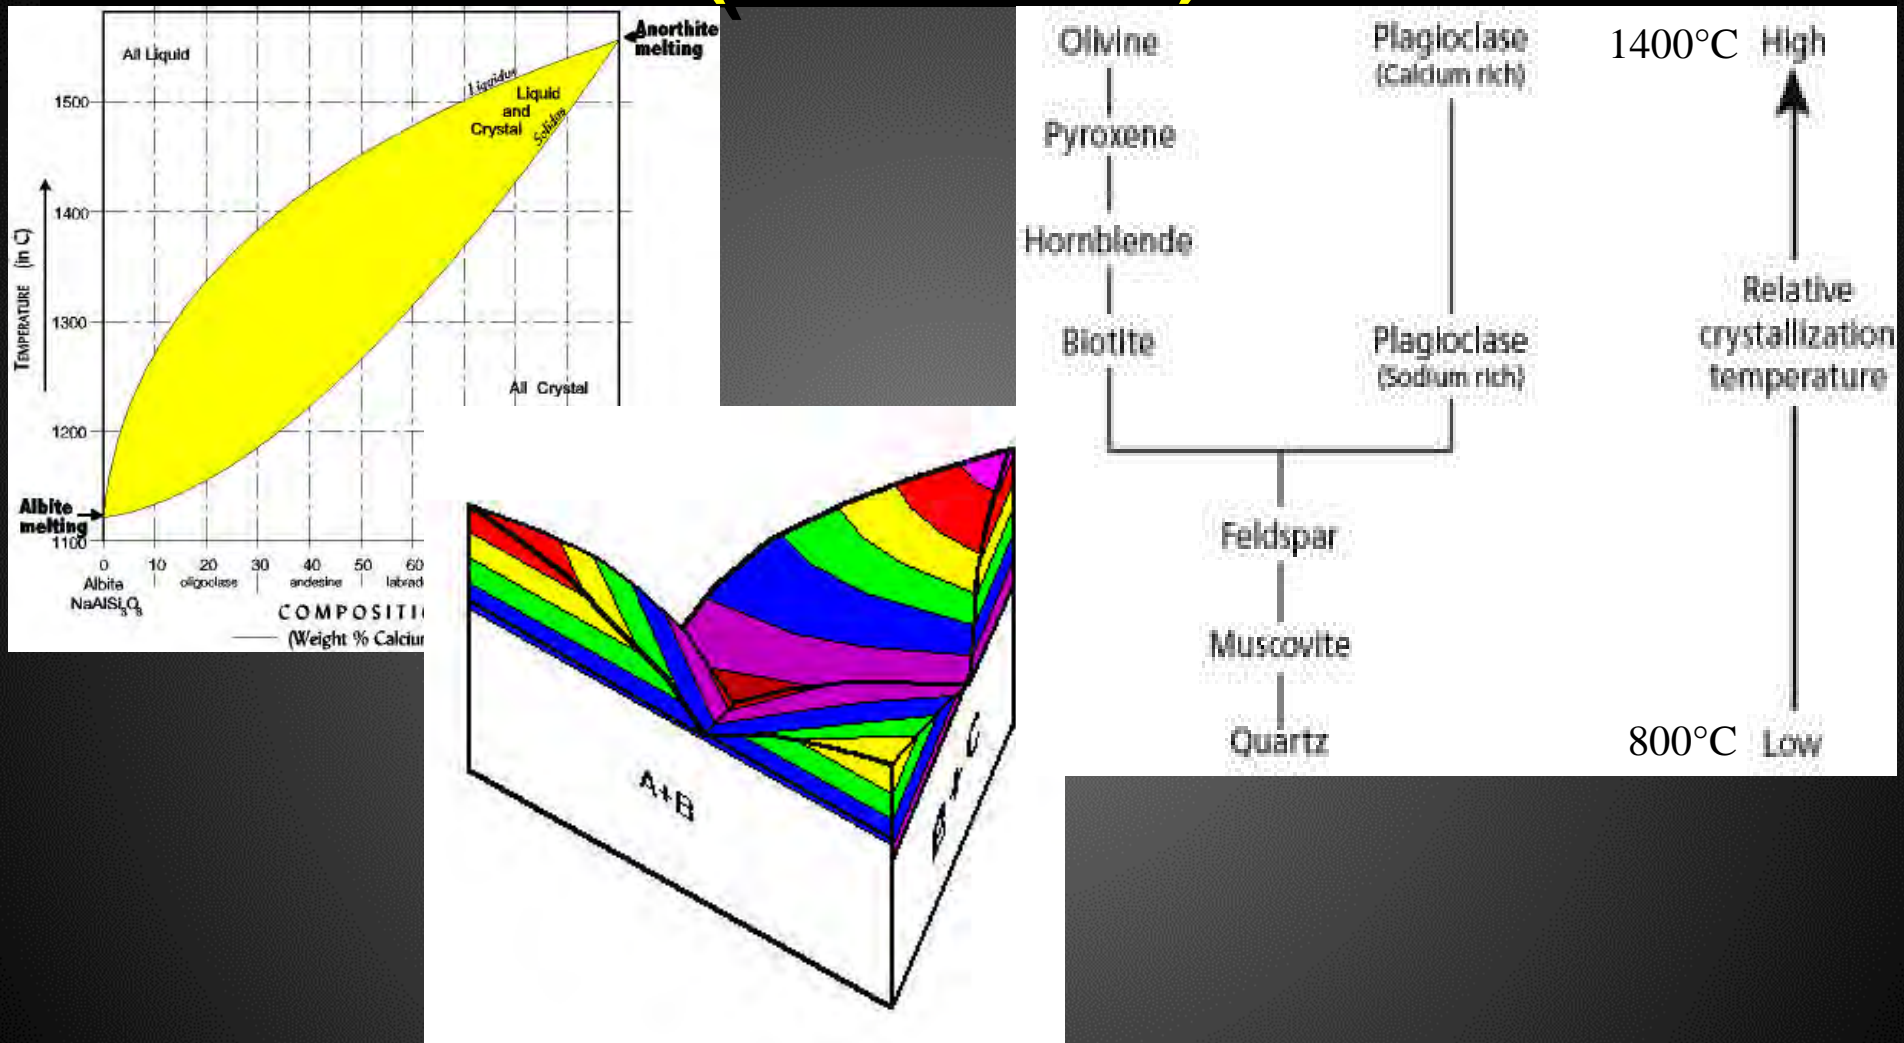 Anorthite
melting
All Liquid
Liquidus
Liquid
and
Crystal
Solidus
1500
1400
1300
1200
1100
TEMPERATURE (in C)
All Crystal
Albite
melting
0 10 20 30 40 50 60
Albite oligoclase andesine labrad
NaAlSi3O8
COMPOSITI
(Weight % Calciu
A+B
B + C
Olivine
Pyroxene
Hornblende
Biotite
Plagioclase
(Calcium rich)
Plagioclase
(Sodium rich)
Feldspar
Muscovite
Quartz
1400°C High
Relative
crystallization
temperature
800°C Low